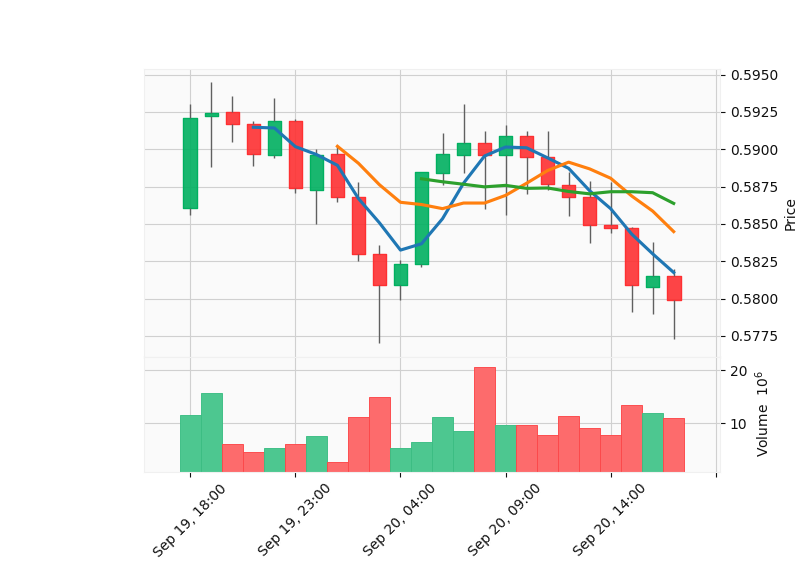 0.5950
0.5925
0.5900
0.5875
0.5850
0.5825
0.5800
0.5775
Price
20
10
Volume 10⁶
Sep 19, 18:00
Sep 19, 23:00
Sep 20, 04:00
Sep 20, 09:00
Sep 20, 14:00